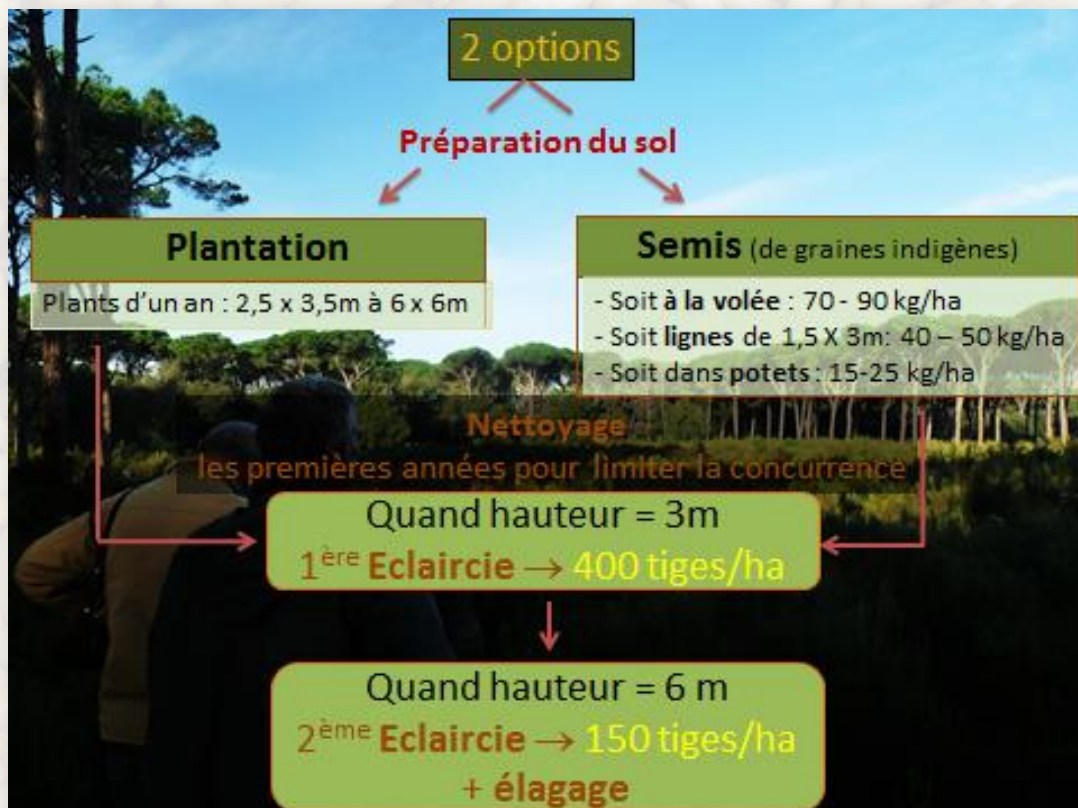 2 options
Préparation du sol
Plantation
Plants d'un an : 2,5 x 3,5m à 6 x 6m
Semis (de graines indigènes)
- Soit à la volée : 70 - 90 kg/ha
- Soit lignes de 1,5 X 3m: 40 – 50 kg/ha
- Soit dans potets : 15-25 kg/ha
Nettoyage
les premières années pour limiter la concurrence
Quand hauteur = 3m
1ère Eclaircie → 400 tiges/ha
Quand hauteur = 6 m
2ème Eclaircie → 150 tiges/ha
+ élagage